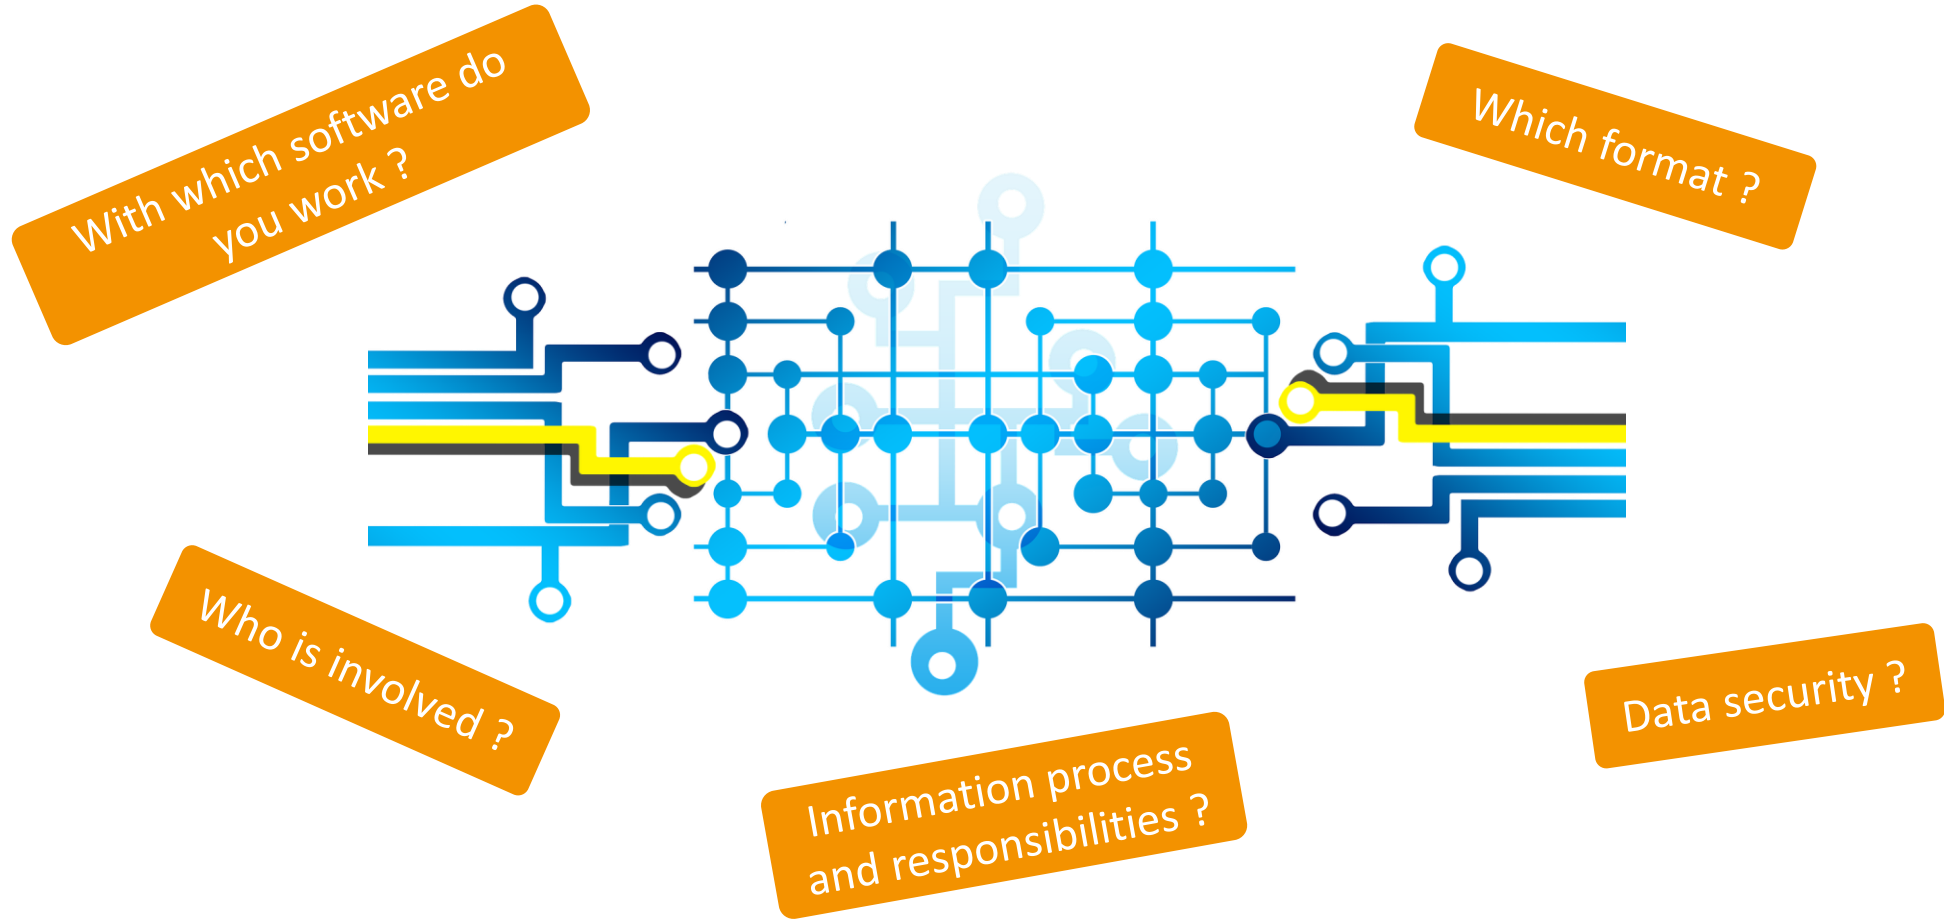 With which software do
you work ?
Which format ?
Who is involved ?
Data security ?
Information process
and responsibilities ?